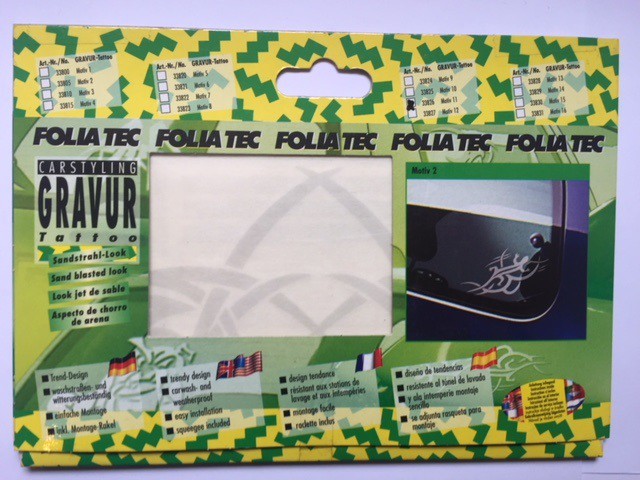 Art.-Nr./No. GRAVUR-Tattoo
33800 Motiv 1
33805 Motiv 2
33810 Motiv 3
33815 Motiv 4
Art.-Nr./No. GRAVUR-Tattoo
33820 Motiv 5
33821 Motiv 6
33822 Motiv 7
33823 Motiv 8
Art.-Nr./No. GRAVUR-Tattoo
33824 Motiv 9
33825 Motiv 10
33826 Motiv 11
33827 Motiv 12
Art.-Nr./No. GRAVUR-Tattoo
33828 Motiv 13
33829 Motiv 14
33830 Motiv 15
33831 Motiv 16
FOLIA TEC FOLIA TEC FOLIA TEC FOLIA TEC FOLIA TEC
CARSTYLING
GRAVUR
Tattoo
Sandstrahl-Look
Sand blasted look
Look jet de sable
Aspecto de chorro
de arena
Motiv 2
Trend-Design
waschstraßen- und
witterungsbeständig
einfache Montage
Inkl. Montage-Rakel
trendy design
carwash- and
weatherproof
easy installation
squeegee included
design tendance
résistant aux stations de
lavage et aux intempéries
montage facile
raclette inclus
diseño de tendencias
resistente al túnel de lavado
y a la intemperie montaje
sencillo
se adjunta rasqueta para
montaje